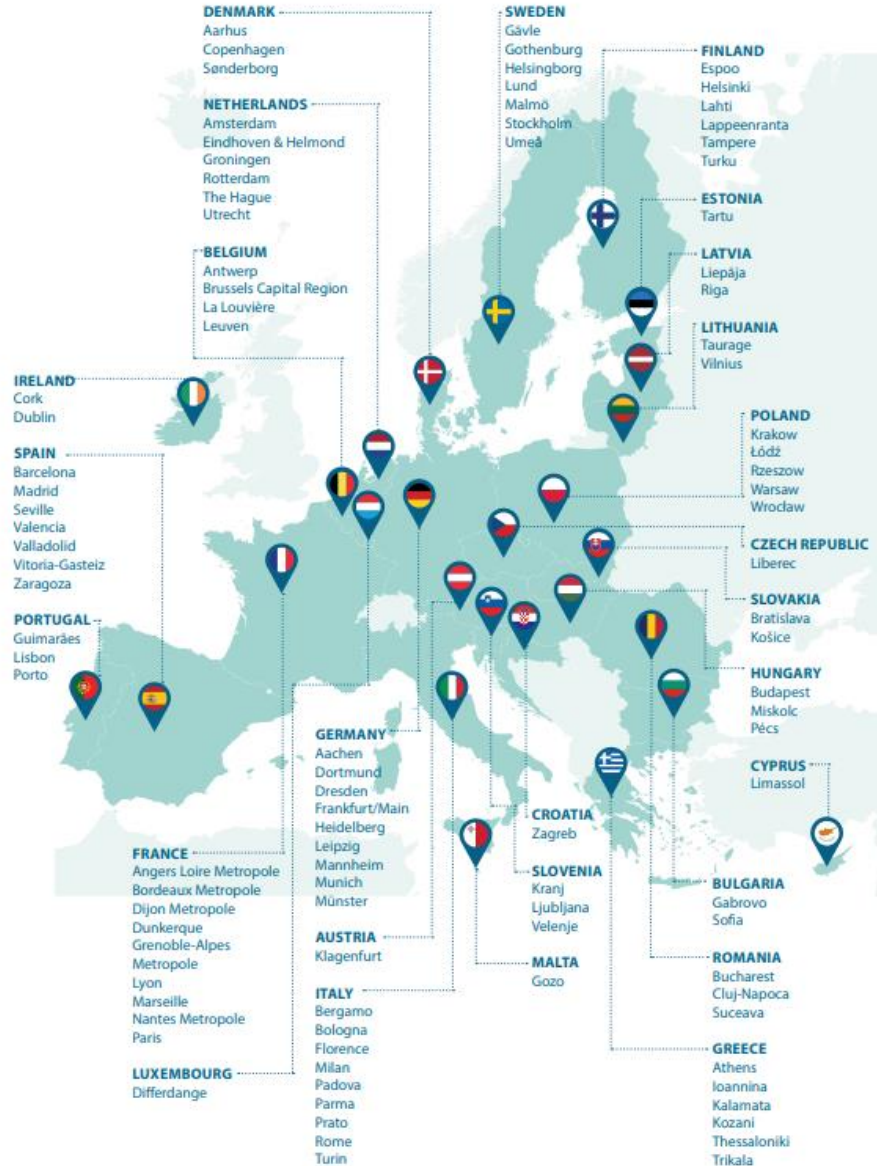 DENMARK
Aarhus
Copenhagen
Sønderborg
NETHERLANDS
Amsterdam
Eindhoven & Helmond
Groningen
Rotterdam
The Hague
Utrecht
BELGIUM
Antwerp
Brussels Capital Region
La Louvière
Leuven
IRELAND
Cork
Dublin
SPAIN
Barcelona
Madrid
Seville
Valencia
Valladolid
Vitoria-Gasteiz
Zaragoza
PORTUGAL
Guimarães
Lisbon
Porto
SWEDEN
Gävle
Gothenburg
Helsingborg
Lund
Malmö
Stockholm
Umeå
FINLAND
Espoo
Helsinki
Lahti
Lappeenranta
Tampere
Turku
ESTONIA
Tartu
LATVIA
Liepāja
Riga
LITHUANIA
Taurage
Vilnius
POLAND
Krakow
Łódź
Rzeszow
Warsaw
Wrocław
CZECH REPUBLIC
Liberec
SLOVAKIA
Bratislava
Košice
HUNGARY
Budapest
Miskolc
Pécs
CYPRUS
Limassol
FRANCE
Angers Loire Metropole
Bordeaux Metropole
Dijon Metropole
Dunkerque
Grenoble-Alpes
Metropole
Lyon
Marseille
Nantes Metropole
Paris
LUXEMBOURG
Differdange
GERMANY
Aachen
Dortmund
Dresden
Frankfurt/Main
Heidelberg
Leipzig
Mannheim
Munich
Münster
AUSTRIA
Klagenfurt
ITALY
Bergamo
Bologna
Florence
Milan
Padova
Parma
Prato
Rome
Turin
CROATIA
Zagreb
SLOVENIA
Kranj
Ljubljana
Velenje
MALTA
Gozo
BULGARIA
Gabrovo
Sofia
ROMANIA
Bucharest
Cluj-Napoca
Suceava
GREECE
Athens
Ioannina
Kalamata
Kozani
Thessaloniki
Trikala